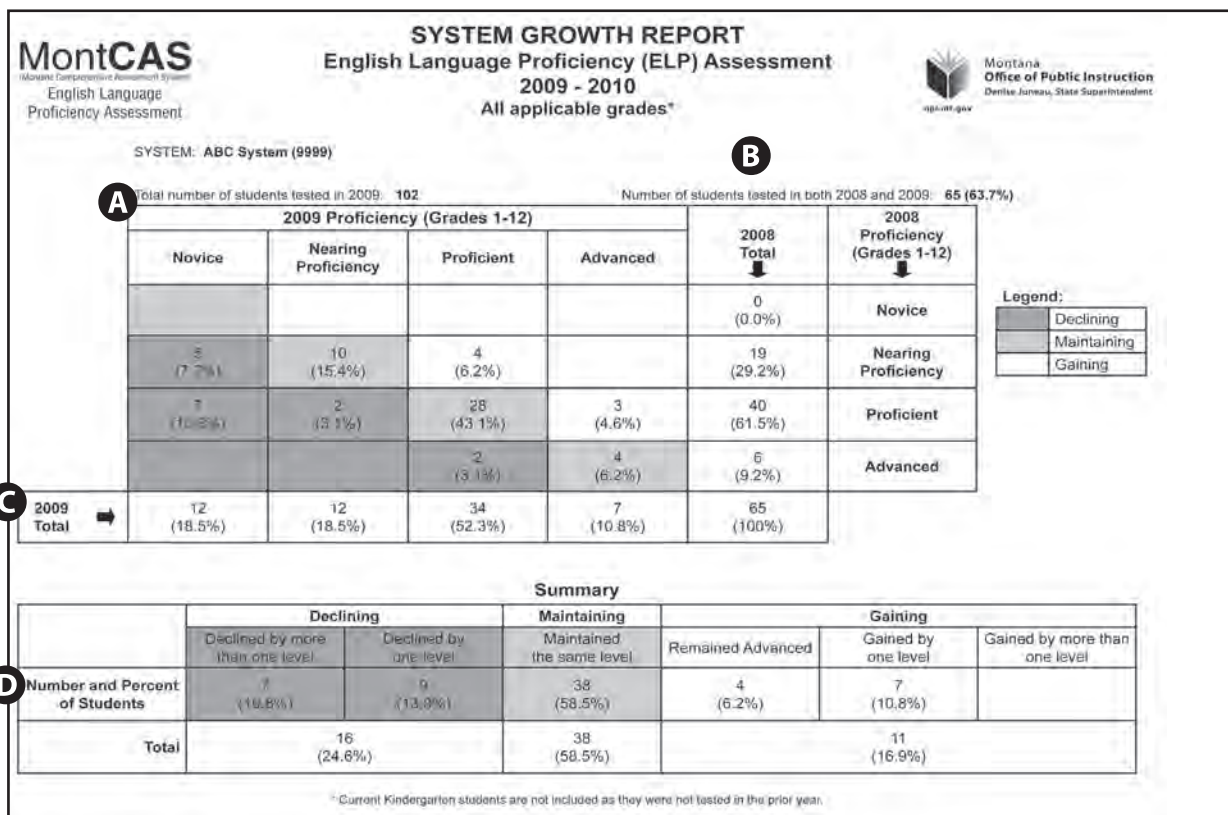 MontCAS
Montana Comprehensive Assessment System
English Language
Proficiency Assessment
SYSTEM GROWTH REPORT
English Language Proficiency (ELP) Assessment
2009 - 2010
All applicable grades*
Montana
Office of Public Instruction
Denise Juneau, State Superintendent
opi.mt.gov
SYSTEM: ABC System (9999)
B
A
Total number of students tested in 2009: 102
Number of students tested in both 2008 and 2009: 65 (63.7%)
2009 Proficiency (Grades 1-12)
2008 Total
2008 Proficiency (Grades 1-12)
Novice
Nearing Proficiency
Proficient
Advanced
0 (0.0%)
Novice
5 (7.7%)
10 (15.4%)
4 (6.2%)
19 (29.2%)
Nearing Proficiency
7 (10.8%)
2 (3.1%)
28 (43.1%)
3 (4.6%)
40 (61.5%)
Proficient
2 (3.1%)
4 (6.2%)
6 (9.2%)
Advanced
C
2009 Total
12 (18.5%)
12 (18.5%)
34 (52.3%)
7 (10.8%)
65 (100%)
Legend:
Declining
Maintaining
Gaining
Summary
Declining
Maintaining
Gaining
Declined by more than one level
Declined by one level
Maintained the same level
Remained Advanced
Gained by one level
Gained by more than one level
D
Number and Percent of Students
7 (10.8%)
9
38 (58.5%)
4 (6.2%)
7 (10.8%)
Total
16 (24.6%)
38 (58.5%)
11 (16.9%)
*Current Kindergarten students are not included as they were not tested in the prior year.